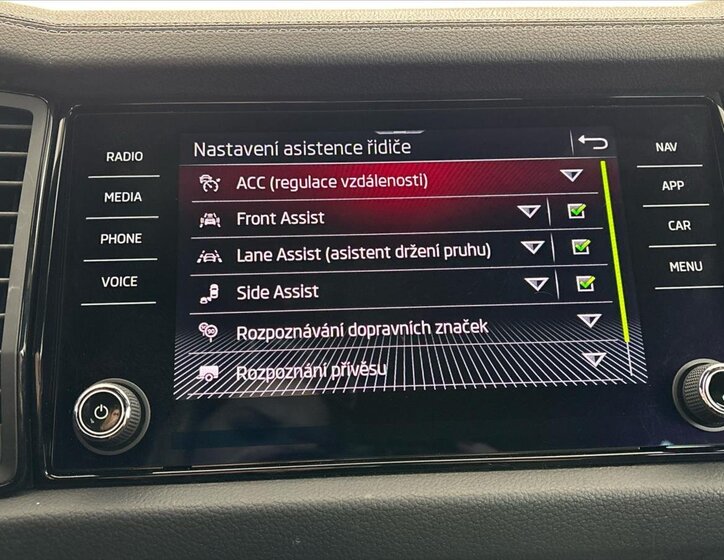 Nastavení asistence řidiče
RADIO
MEDIA
PHONE
VOICE
ACC (regulace vzdálenosti)
Front Assist
Lane Assist (asistent držení pruhu)
Side Assist
Rozpoznávání dopravních značek
Rozpoznání přívěsu
NAV
APP
CAR
MENU